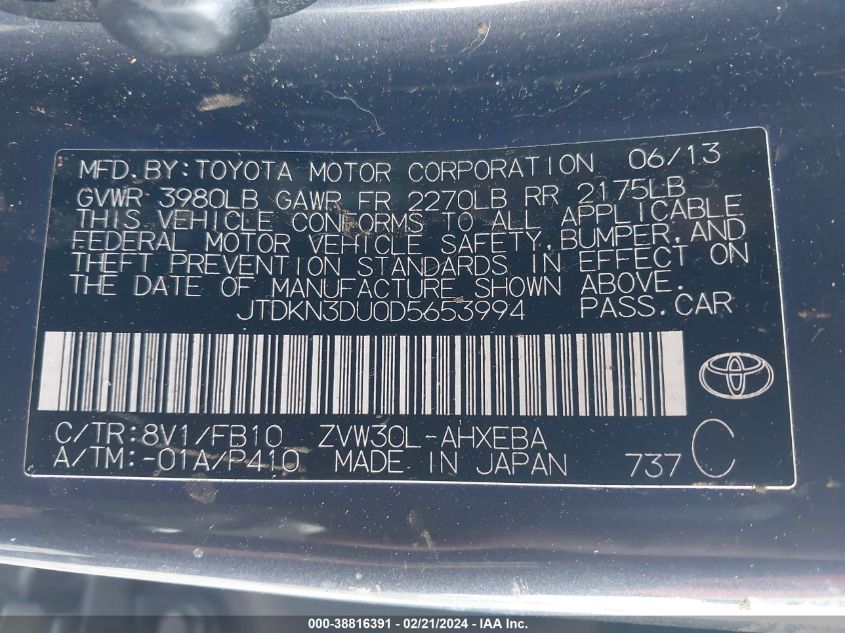 MFD.BY:TOYOTA MOTOR CORPORATION 06/13
GVWR 3980LB GAWR FR 2270LB RR 2175LB
THIS VEHICLE CONFORMS TO ALL APPLICABLE
FEDERAL MOTOR VEHICLE SAFETY,BUMPER,AND
THEFT PREVENTION STANDARDS IN EFFECT ON
THE DATE OF MANUFACTURE SHOWN ABOVE.
JTDKN3DU0D5653994 PASS.CAR
C/TR:8V1/FB10 ZVW30L-AHXEBA
A/TM:-01A/P410 MADE IN JAPAN 737 C
000-38816391 - 02/21/2024 - IAA Inc.